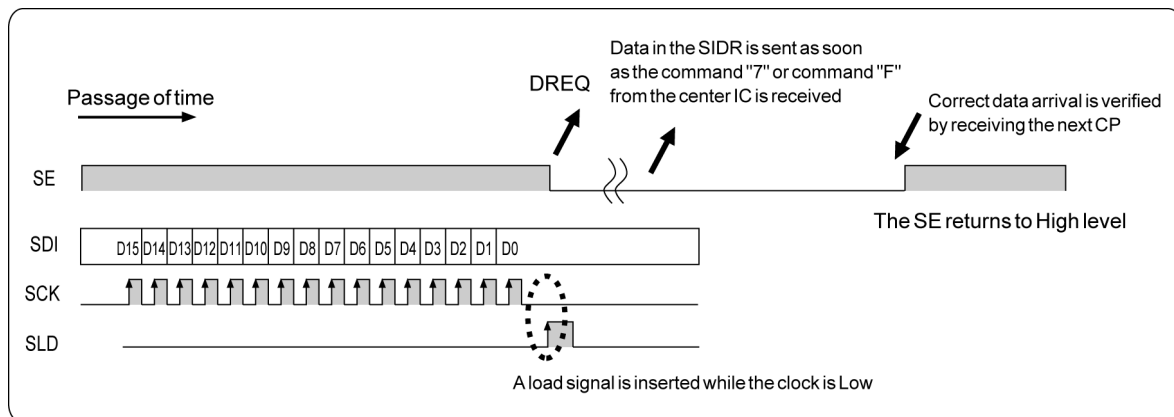 Data in the SIDR is sent as soon
as the command "7" or command "F"
from the center IC is received
DREQ
Passage of time
Correct data arrival is verified
by receiving the next CP
SE
The SE returns to High level
SDI
D15 D14 D13 D12 D11 D10 D9 D8 D7 D6 D5 D4 D3 D2 D1 D0
SCK
SLD
A load signal is inserted while the clock is Low